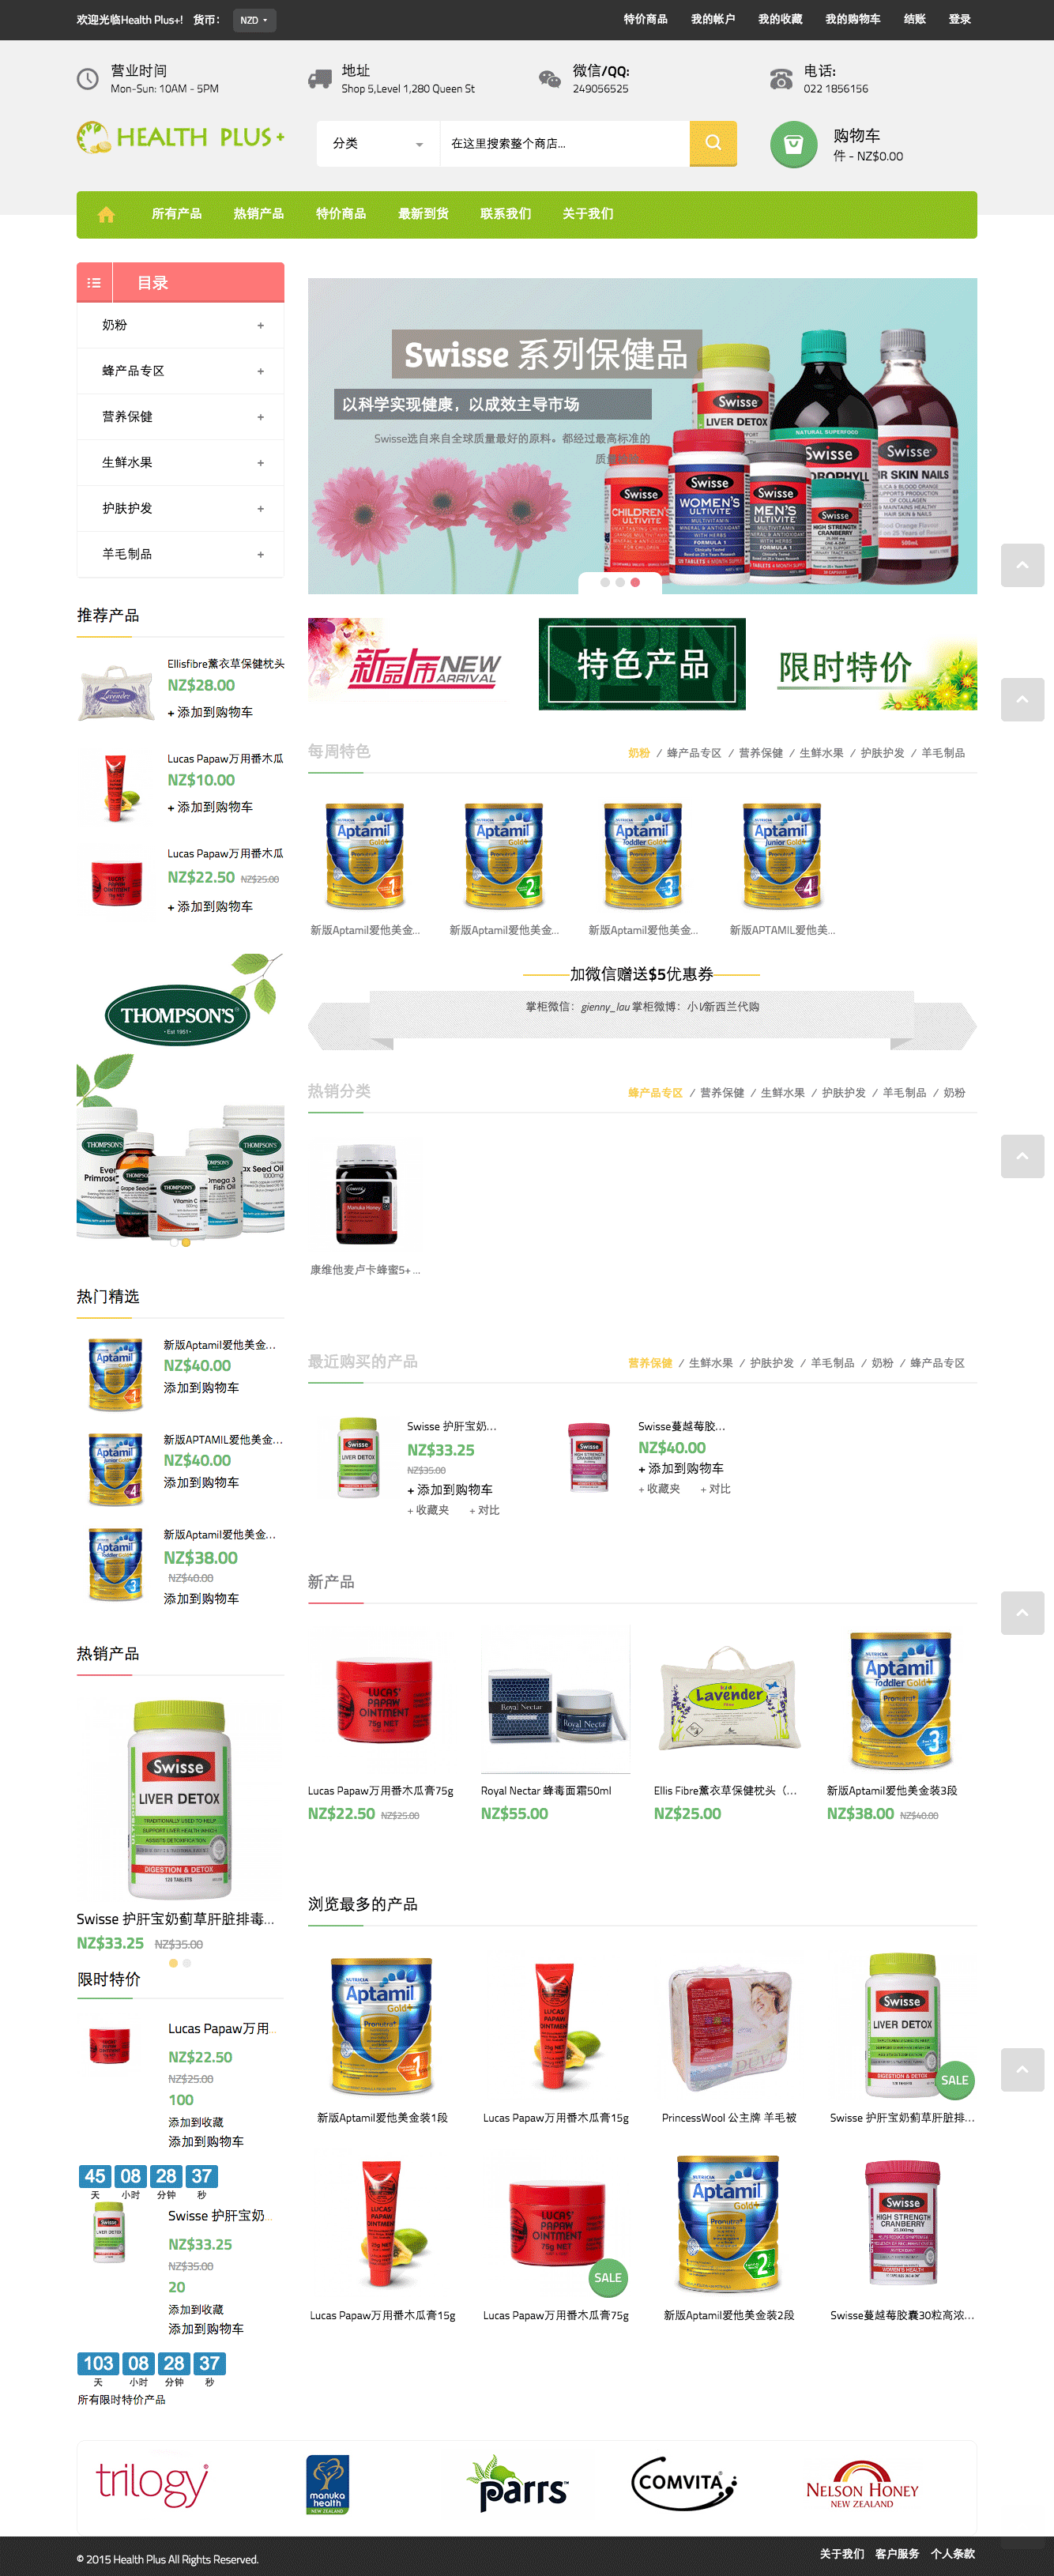 欢迎光临Health Plus+! 货币： NZD
特价商品 我的帐户 我的收藏 我的购物车 结账 登录
营业时间
Mon-Sun: 10AM - 5PM
地址
Shop 5,Level 1,280 Queen St
微信/QQ:
249056525
电话:
022 1856156
HEALTH PLUS +
分类
在这里搜索整个商店...
购物车
件 - NZ$0.00
所有产品 热销产品 特价商品 最新到货 联系我们 关于我们
目录
奶粉 +
蜂产品专区 +
营养保健 +
生鲜水果 +
护肤护发 +
羊毛制品 +
Swisse 系列保健品
以科学实现健康，以成效主导市场
Swisse选自来自全球质量最好的原料。都经过最高标准的
Swisse
LIVER DETOX
NATURAL SUPERFOOD
Swisse
Swisse
HAIR SKIN NAILS
Swisse
CHILDREN'S
ULTIVITE
Swisse
WOMEN'S
ULTIVITE
Swisse
MEN'S
ULTIVITE
Swisse
HIGH STRENGTH
CRANBERRY
新品上市 NEW
ARRIVAL
特色产品
限时特价
推荐产品
Ellisfibre薰衣草保健枕头
NZ$28.00
+ 添加到购物车
Lucas Papaw万用番木瓜
NZ$10.00
+ 添加到购物车
Lucas Papaw万用番木瓜
NZ$22.50 NZ$25.00
+ 添加到购物车
THOMPSON'S
Est 1951
热门精选
新版Aptamil爱他美金...
NZ$40.00
添加到购物车
新版APTAMIL爱他美金...
NZ$40.00
添加到购物车
新版Aptamil爱他美金...
NZ$38.00
NZ$40.00
添加到购物车
热销产品
Swisse
LIVER DETOX
TRADITIONALLY USED TO HELP
SUPPORT LIVER HEALTH WHICH
ASSISTS DETOXIFICATION
DIGESTION & DETOX
120 TABLETS
Swisse 护肝宝奶蓟草肝脏排毒...
NZ$33.25 NZ$35.00
限时特价
Lucas Papaw万用...
NZ$22.50
NZ$25.00
100
添加到收藏
添加到购物车
45 08 28 37
天 小时 分钟 秒
Swisse 护肝宝奶...
NZ$33.25
NZ$35.00
20
添加到收藏
添加到购物车
103 08 28 37
天 小时 分钟 秒
所有限时特价产品
每周特色
奶粉 / 蜂产品专区 / 营养保健 / 生鲜水果 / 护肤护发 / 羊毛制品
新版Aptamil爱他美金...
新版Aptamil爱他美金...
新版Aptamil爱他美金...
新版APTAMIL爱他美...
加微信赠送$5优惠券
掌柜微信：gienny_lau 掌柜微博：小V新西兰代购
热销分类
蜂产品专区 / 营养保健 / 生鲜水果 / 护肤护发 / 羊毛制品 / 奶粉
康维他麦卢卡蜂蜜5+ ...
最近购买的产品
营养保健 / 生鲜水果 / 护肤护发 / 羊毛制品 / 奶粉 / 蜂产品专区
Swisse 护肝宝奶...
NZ$33.25
NZ$35.00
+ 添加到购物车
+ 收藏夹 + 对比
Swisse蔓越莓胶...
NZ$40.00
+ 添加到购物车
+ 收藏夹 + 对比
新产品
Lucas Papaw万用番木瓜膏75g
NZ$22.50 NZ$25.00
Royal Nectar 蜂毒面霜50ml
NZ$55.00
Ellis Fibre薰衣草保健枕头（...
NZ$25.00
新版Aptamil爱他美金装3段
NZ$38.00 NZ$40.00
浏览最多的产品
新版Aptamil爱他美金装1段
Lucas Papaw万用番木瓜膏15g
PrincessWool 公主牌 羊毛被
SALE
Swisse 护肝宝奶蓟草肝脏排...
Lucas Papaw万用番木瓜膏15g
SALE
Lucas Papaw万用番木瓜膏75g
新版Aptamil爱他美金装2段
Swisse蔓越莓胶囊30粒高浓...
trilogy
manuka
health
NEW ZEALAND
parrs
COMVITA
NELSON HONEY
NEW ZEALAND
© 2015 Health Plus All Rights Reserved.
关于我们 客户服务 个人条款